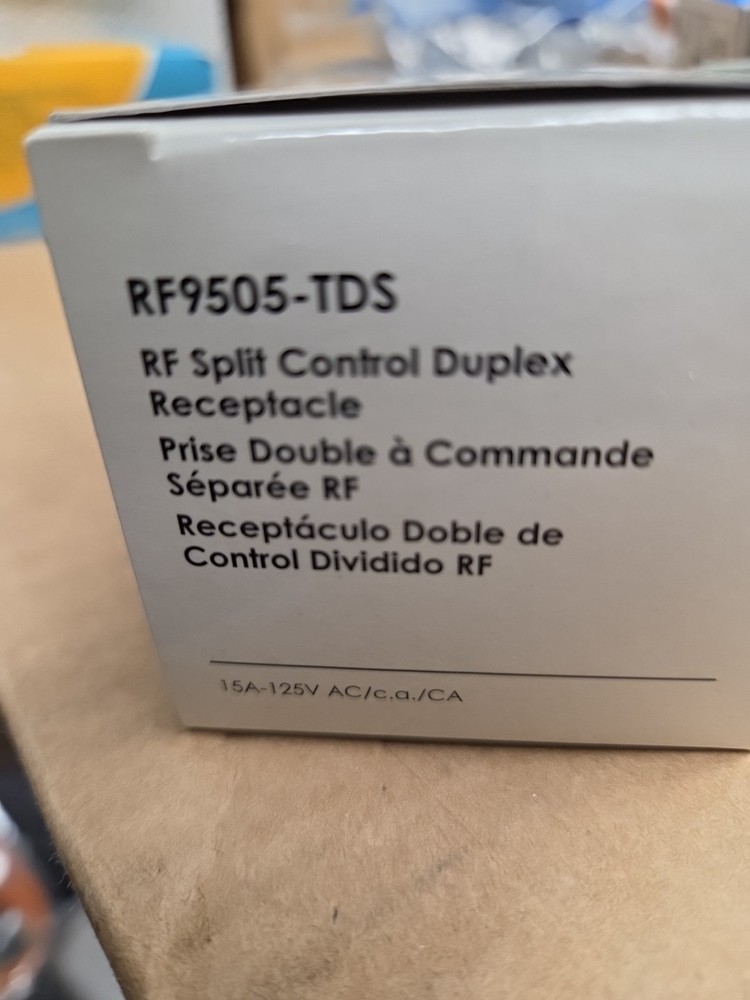 RF9505-TDS
RF Split Control Duplex
Receptacle
Prise Double à Commande
Séparée RF
Receptáculo Doble de
Control Dividido RF
15A-125V AC/c.a./CA